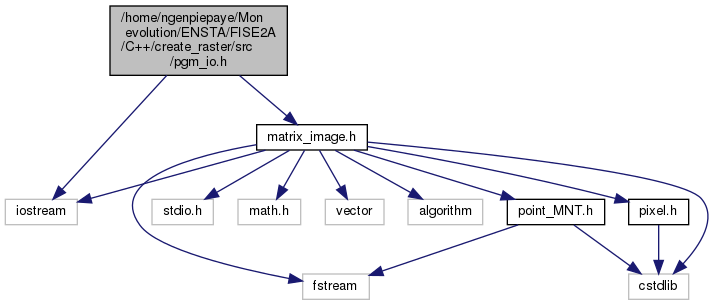 /home/ngenpiepaye/Mon
evolution/ENSTA/FISE2A
/C++/create_raster/src
/pgm_io.h
matrix_image.h
iostream
stdio.h
math.h
vector
algorithm
point_MNT.h
pixel.h
fstream
cstdlib